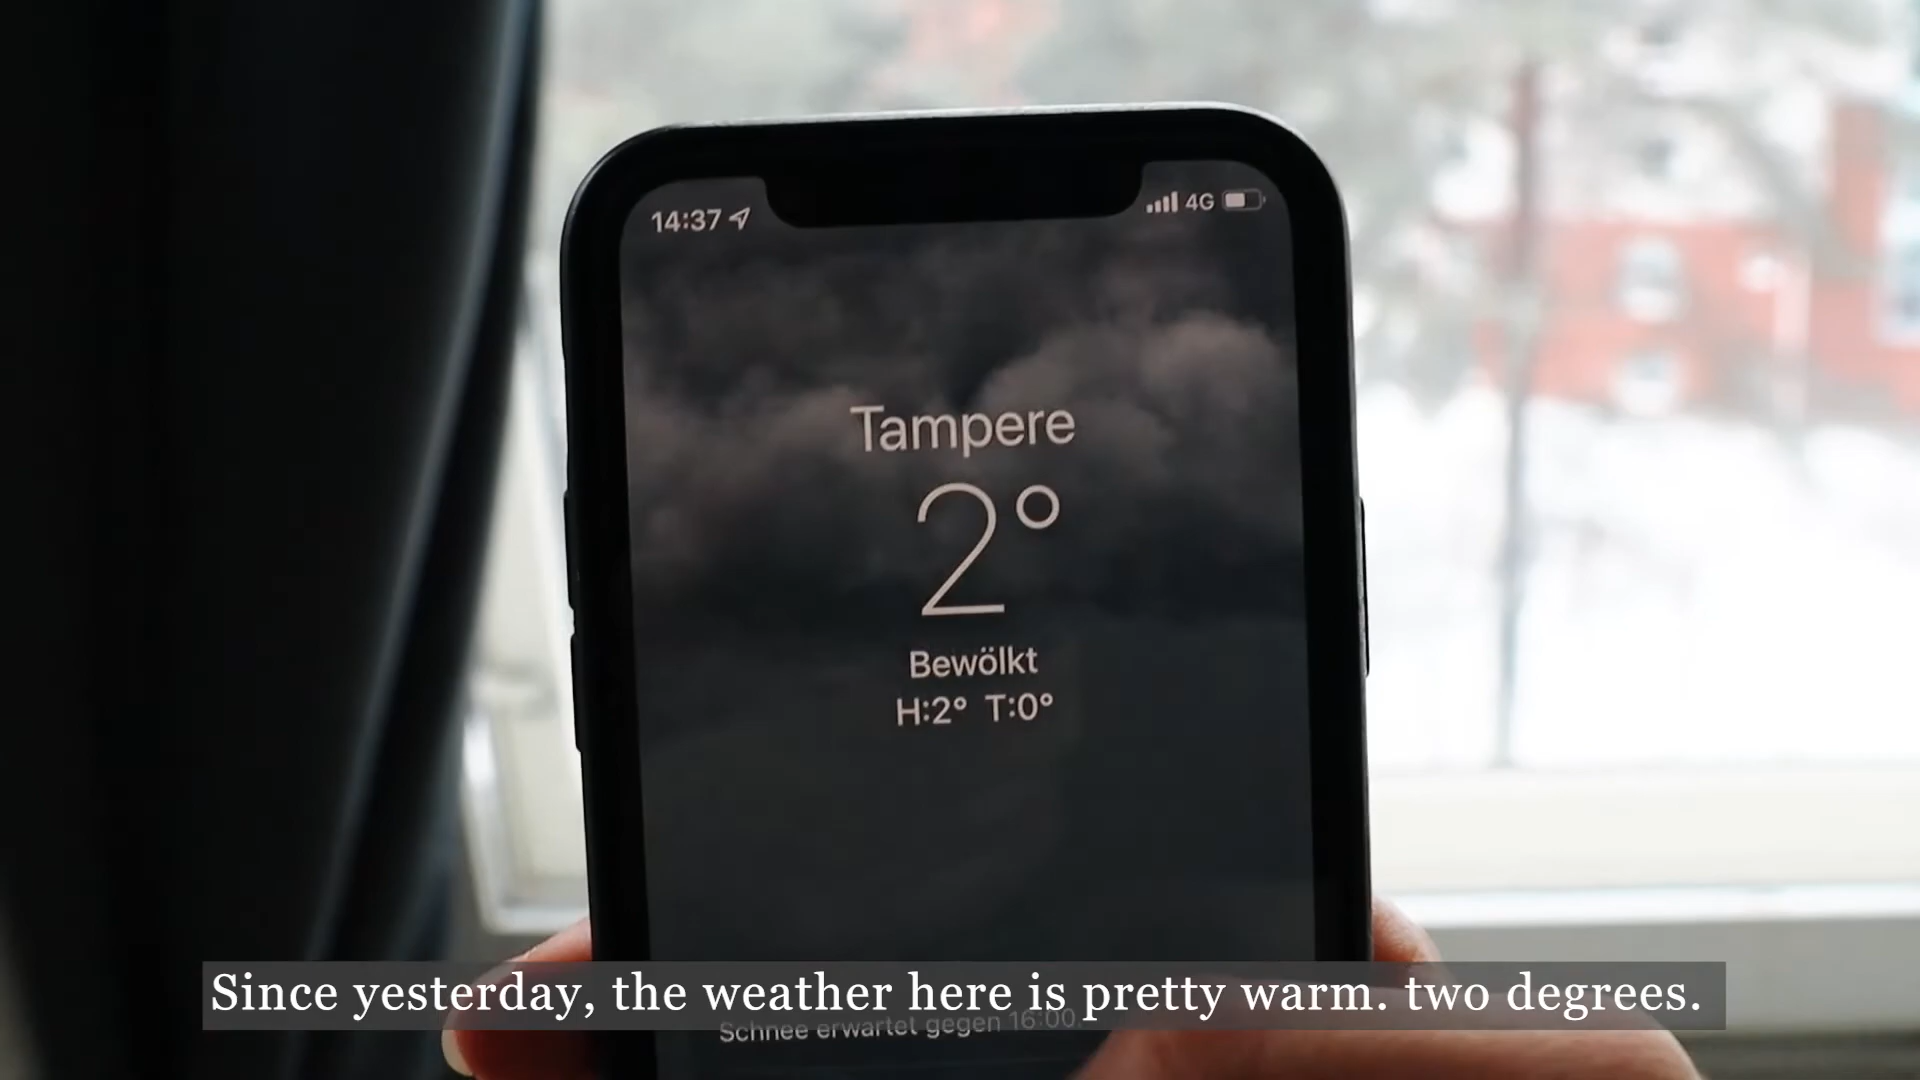 14:37
4G
Tampere
2°
Bewölkt
H:2° T:0°
Since yesterday, the weather here is pretty warm. two degrees.
Schnee erwartet gegen 16:00.